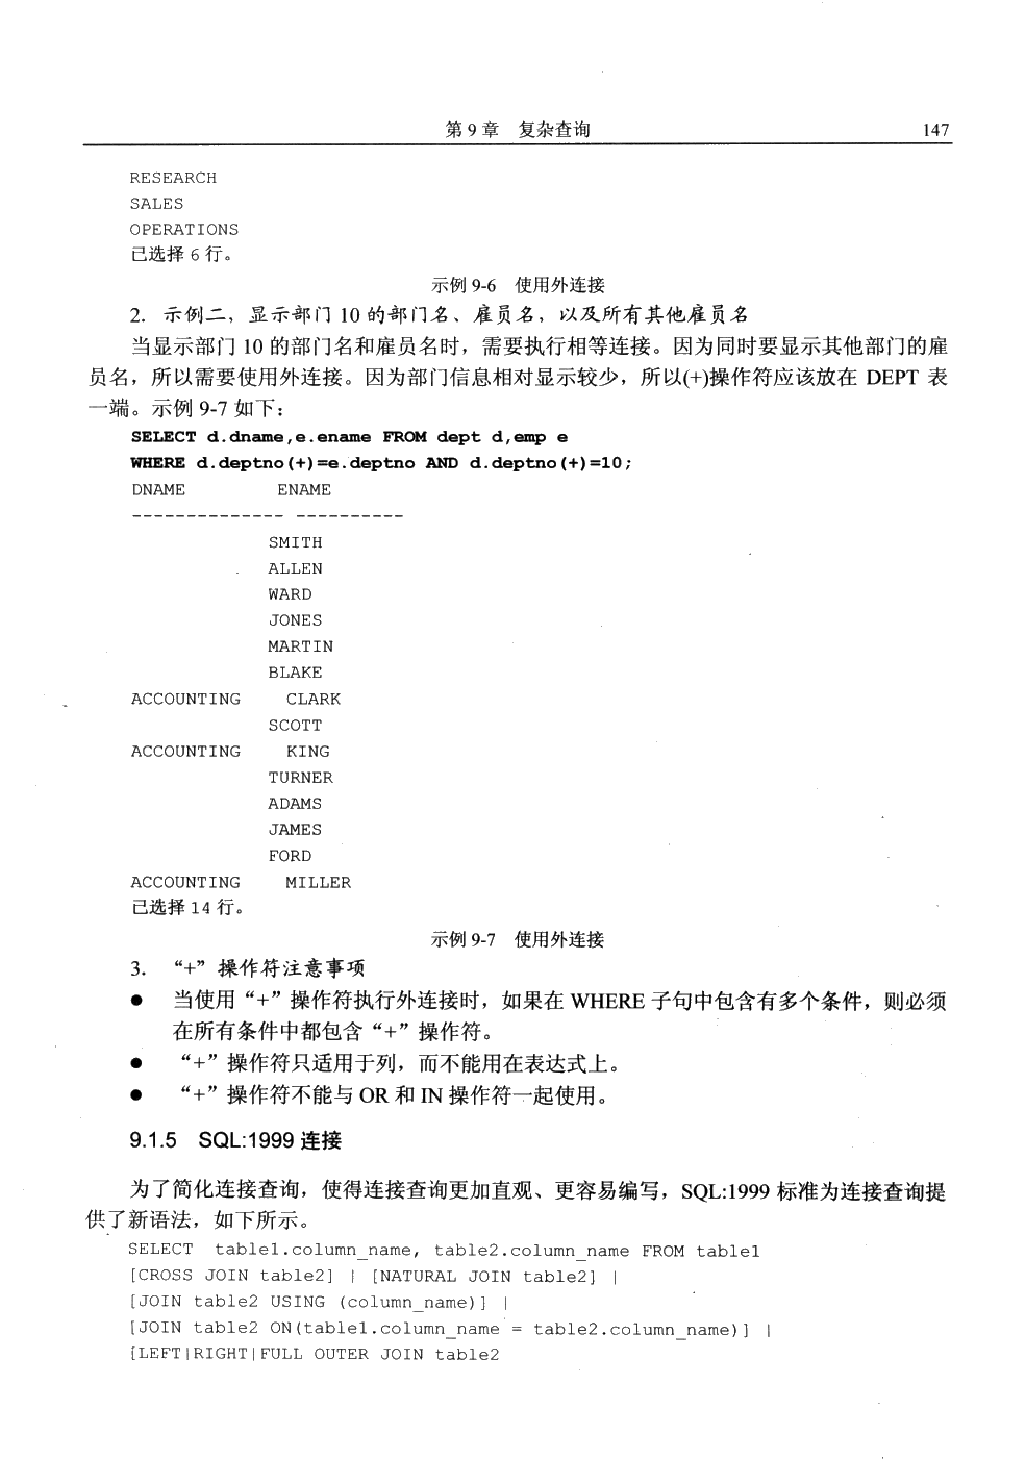 第 9 章　复杂查询　147
RESEARCH
SALES
OPERATIONS
已选择 6 行。
示例 9-6　使用外连接
2. 示例二，显示部门 10 的部门名、雇员名，以及所有其他雇员名
当显示部门 10 的部门名和雇员名时，需要执行相等连接。因为同时要显示其他部门的雇
员名，所以需要使用外连接。因为部门信息相对显示较少，所以(+)操作符应该放在 DEPT 表
一端。示例 9-7 如下：
SELECT d.dname,e.ename FROM dept d,emp e
WHERE d.deptno(+)=e.deptno AND d.deptno(+)=10;
DNAME ENAME
-------------- ----------
SMITH
ALLEN
WARD
JONES
MARTIN
BLAKE
ACCOUNTING CLARK
SCOTT
ACCOUNTING KING
TURNER
ADAMS
JAMES
FORD
ACCOUNTING MILLER
已选择 14 行。
示例 9-7　使用外连接
3. “+”操作符注意事项
● 当使用“+”操作符执行外连接时，如果在 WHERE 子句中包含有多个条件，则必须
在所有条件中都包含“+”操作符。
● “+”操作符只适用于列，而不能用在表达式上。
● “+”操作符不能与 OR 和 IN 操作符一起使用。
9.1.5　SQL:1999 连接
为了简化连接查询，使得连接查询更加直观、更容易编写，SQL:1999 标准为连接查询提
供了新语法，如下所示。
SELECT table1.column_name, table2.column_name FROM table1
[CROSS JOIN table2] | [NATURAL JOIN table2] |
[JOIN table2 USING (column_name)] |
[JOIN table2 ON(table1.column_name = table2.column_name)] |
[LEFT|RIGHT|FULL OUTER JOIN table2